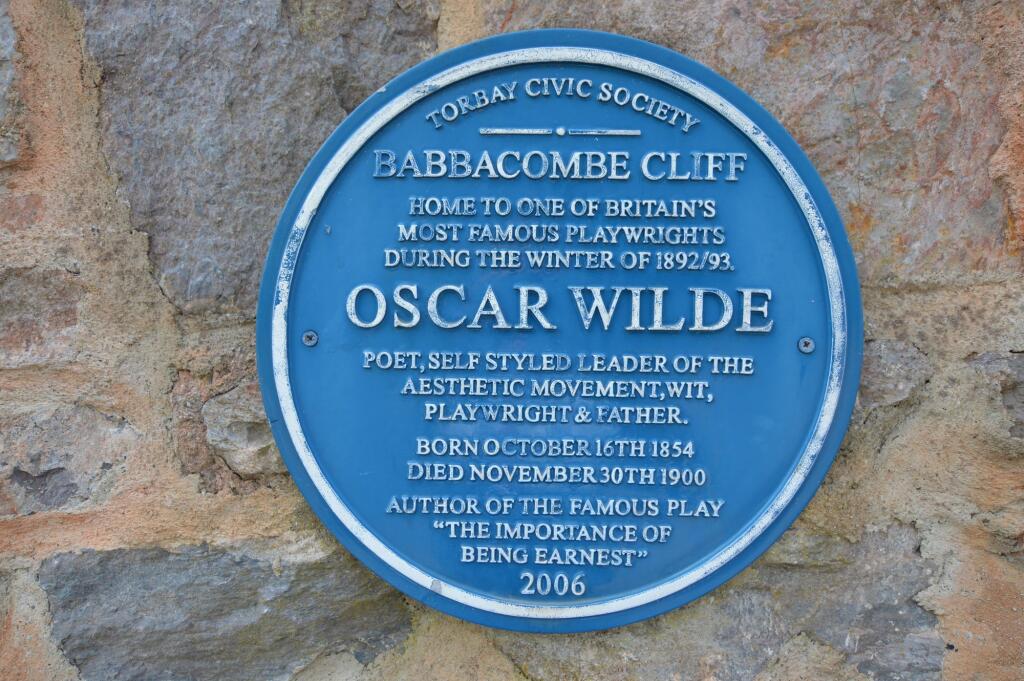 TORBAY CIVIC SOCIETY
BABBACOMBE CLIFF
HOME TO ONE OF BRITAIN'S
MOST FAMOUS PLAYWRIGHTS
DURING THE WINTER OF 1892/93.
OSCAR WILDE
POET, SELF STYLED LEADER OF THE
AESTHETIC MOVEMENT, WIT,
PLAYWRIGHT & FATHER.
BORN OCTOBER 16TH 1854
DIED NOVEMBER 30TH 1900
AUTHOR OF THE FAMOUS PLAY
"THE IMPORTANCE OF
BEING EARNEST"
2006